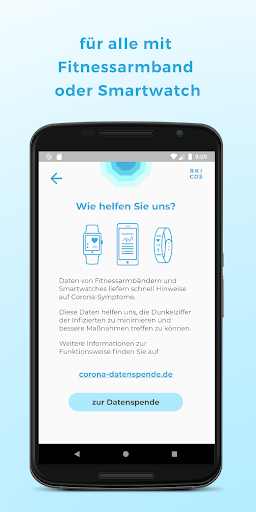 für alle mit
Fitnessarmband
oder Smartwatch
9:09
RKI
CDS
Wie helfen Sie uns?
Daten von Fitnessarmbändern und
Smartwatches liefern schnell Hinweise
auf Corona-Symptome.
Diese Daten helfen uns, die Dunkelziffer
der Infizierten zu minimieren und
bessere Maßnahmen treffen zu können.
Weitere Informationen zur
Funktionsweise finden Sie auf
corona-datenspende.de
zur Datenspende